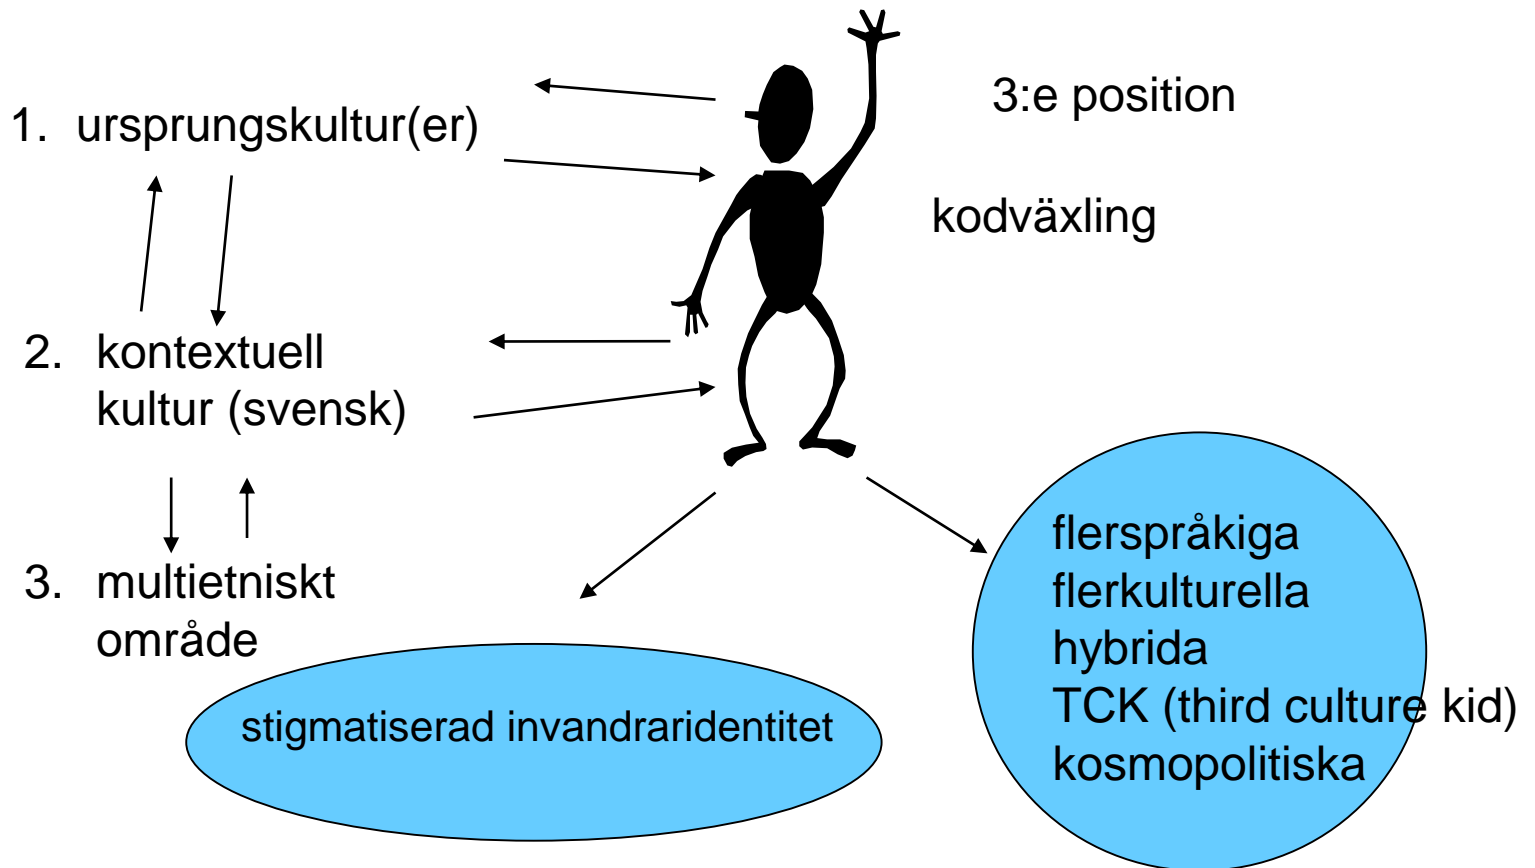 3:e position
1. ursprungskultur(er)
kodväxling
2. kontextuell
kultur (svensk)
3. multietniskt
område
stigmatiserad invandraridentitet
flerspråkiga
flerkulturella
hybrida
TCK (third culture kid)
kosmopolitiska